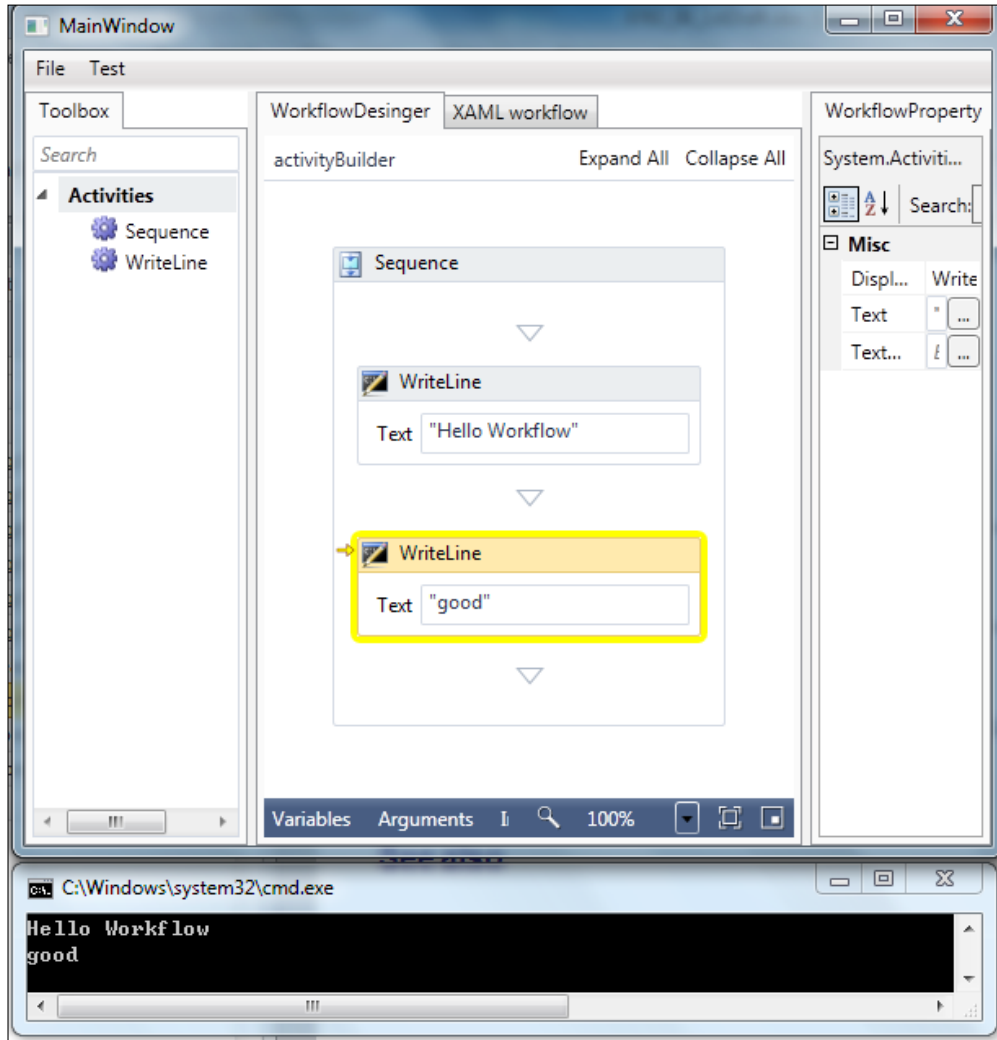 MainWindow
File Test
Toolbox
Search
Activities
Sequence
WriteLine
WorkflowDesinger XAML workflow
activityBuilder Expand All Collapse All
Sequence
WriteLine
Text "Hello Workflow"
WriteLine
Text "good"
Variables Arguments 100%
WorkflowProperty
System.Activiti...
Search:
Misc
Displ... Write
Text " ...
Text... ...
C:\Windows\system32\cmd.exe
Hello Workflow
good